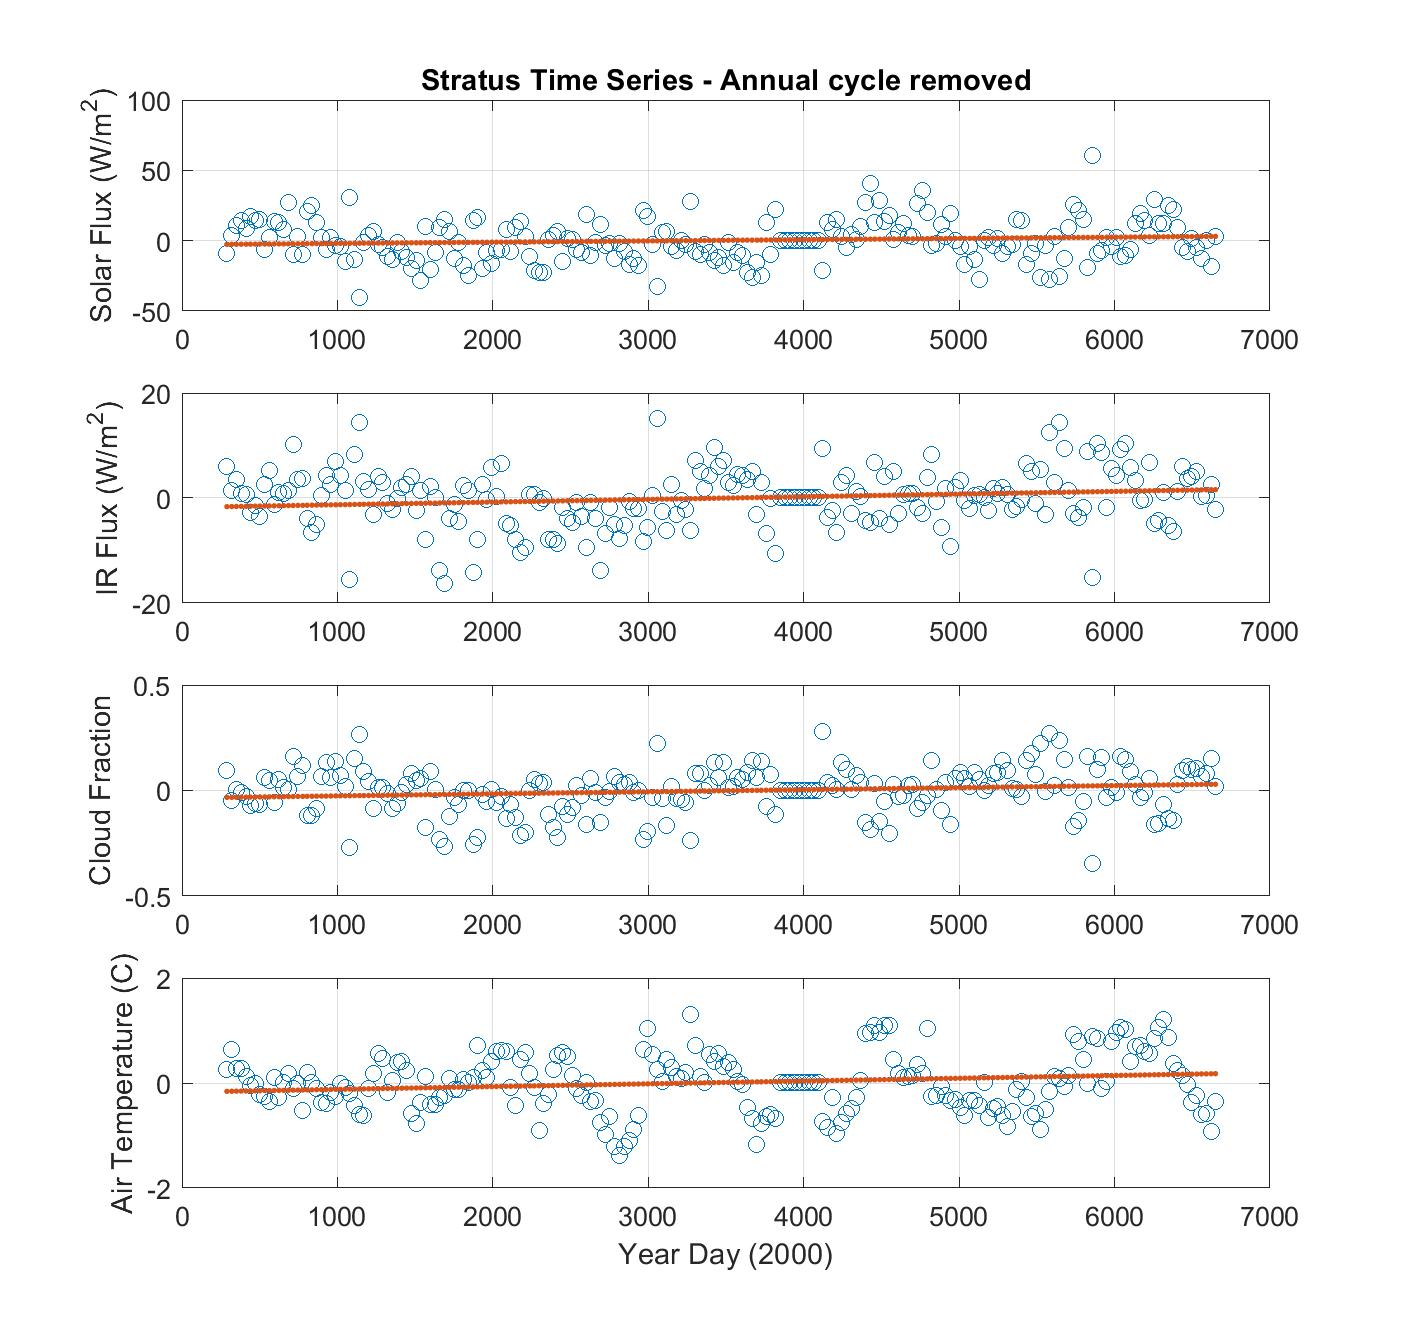 Stratus Time Series - Annual cycle removed
Solar Flux (W/m2)
100
50
0
-50
0 1000 2000 3000 4000 5000 6000 7000
IR Flux (W/m2)
20
0
-20
0 1000 2000 3000 4000 5000 6000 7000
Cloud Fraction
0.5
0
-0.5
0 1000 2000 3000 4000 5000 6000 7000
Air Temperature (C)
2
0
-2
0 1000 2000 3000 4000 5000 6000 7000
Year Day (2000)